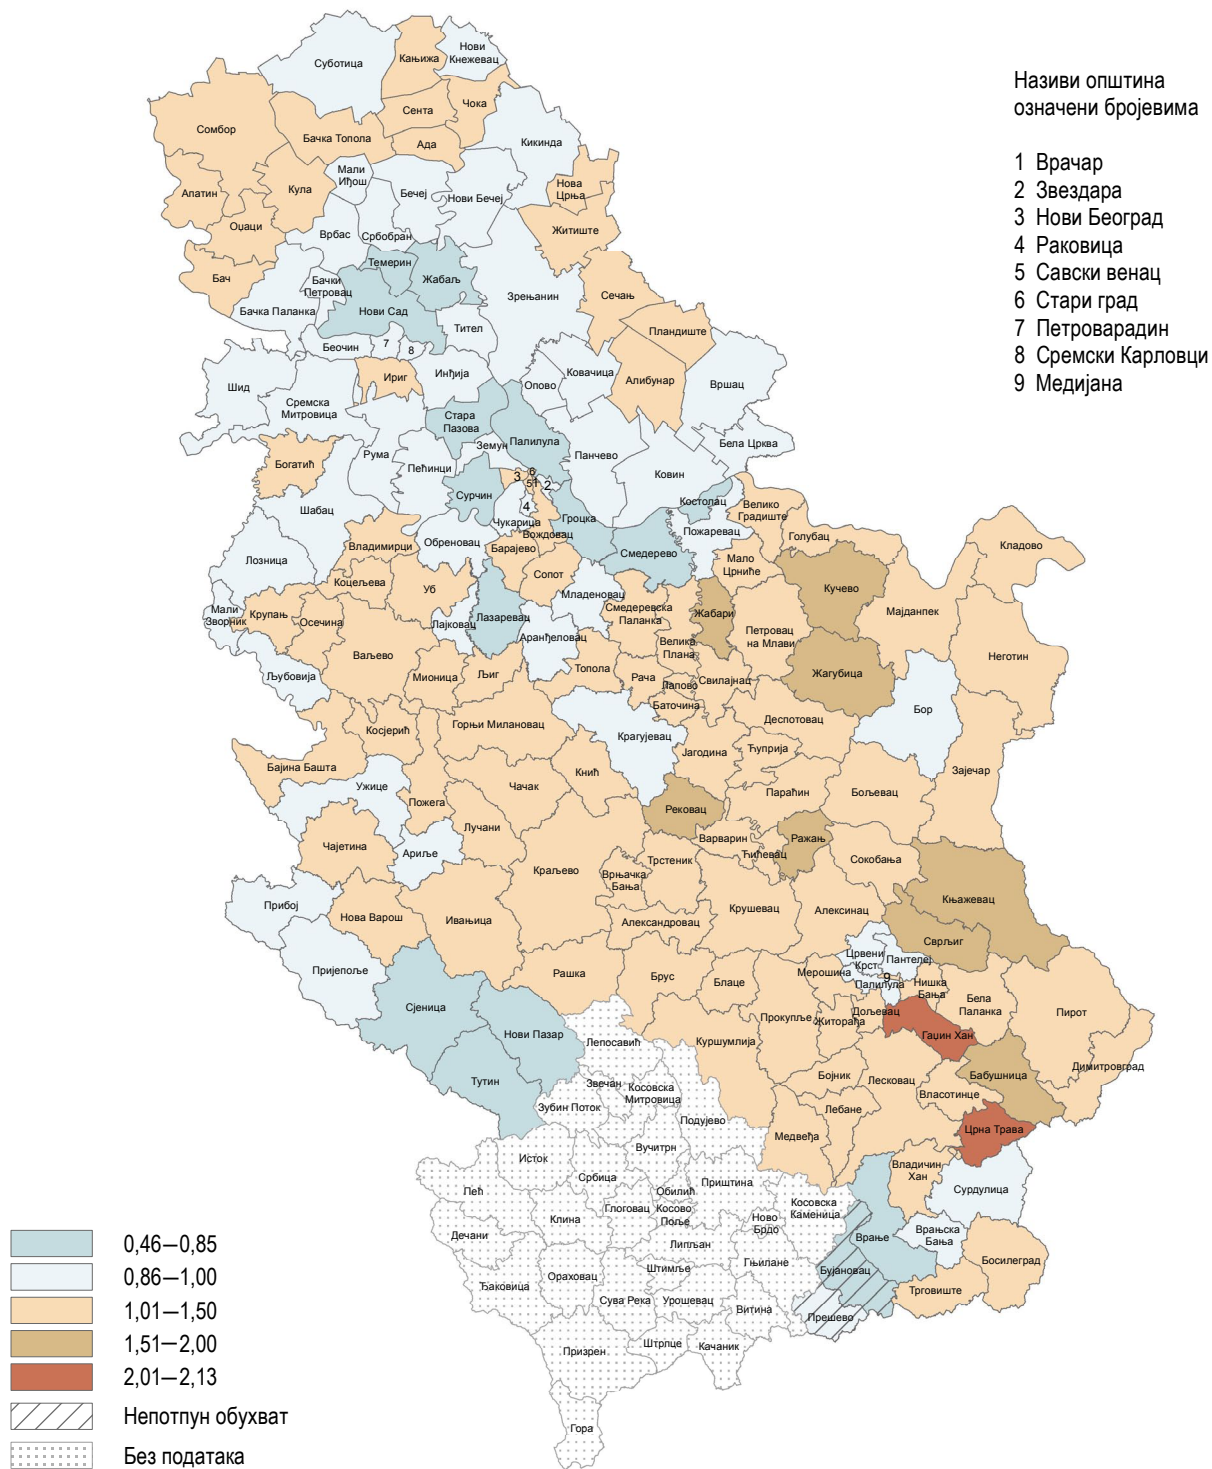 Називи општина
означени бројевима
1 Врачар
2 Звездара
3 Нови Београд
4 Раковица
5 Савски венац
6 Стари град
7 Петроварадин
8 Сремски Карловци
9 Медијана
Суботица
Кањижа
Нови
Кнежевац
Сомбор
Бачка Топола
Сента
Чока
Ада
Кикинда
Апатин
Кула
Мали
Иђош
Бечеј
Нови Бечеј
Нова
Црња
Оџаци
Врбас
Србобран
Житиште
Бач
Темерин
Жабаљ
Бачки
Петровац
Бачка Паланка
Нови Сад
Зрењанин
Сечањ
Тител
Пландиште
Беочин
7
8
Шид
Ириг
Инђија
Опово
Ковачица
Алибунар
Вршац
Сремска
Митровица
Стара
Пазова
Палилула
Бела Црква
Земун
Панчево
Рума
Пећинци
Ковин
Богатић
Сурчин
3
6
5
1
2
4
Костолац
Шабац
Чукарица
Вождовац
Гроцка
Пожаревац
Велико
Градиште
Голубац
Кладово
Владимирци
Обреновац
Барајево
Смедерево
Лозница
Коцељева
Уб
Сопот
Мало
Црниће
Кучево
Мали
Зворник
Крупањ
Осечина
Лајковац
Лазаревац
Младеновац
Аранђеловац
Смедеревска
Паланка
Жабари
Петровац
на Млави
Мајданпек
Неготин
Ваљево
Велика
Плана
Љубовија
Мионица
Љиг
Топола
Рача
Лапово
Свилајнац
Жагубица
Баточина
Бор
Косјерић
Горњи Милановац
Крагујевац
Деспотовац
Јагодина
Ћуприја
Зајечар
Бајина Башта
Ужице
Пожега
Чачак
Кнић
Параћин
Бољевац
Лучани
Рековац
Чајетина
Ариље
Варварин
Ражањ
Ћићевац
Сокобања
Краљево
Врњачка
Бања
Трстеник
Књажевац
Прибој
Нова Варош
Ивањица
Александровац
Крушевац
Алексинац
Сврљиг
Пријепоље
Рашка
Брус
Блаце
Мерошина
Црвени
Крст
Пантелеј
9
Палилула
Нишка
Бања
Бела
Паланка
Пирот
Сјеница
Нови Пазар
Прокупље
Житорађа
Дољевац
Гаџин Хан
Тутин
Лепосавић
Куршумлија
Димитровград
Звечан
Косовска
Митровица
Бојник
Лесковац
Бабушница
Зубин Поток
Подујево
Лебане
Власотинце
Медвеђа
Црна Трава
Вучитрн
Исток
Србица
Владичин
Хан
Пећ
Обилић
Приштина
Косовска
Каменица
Сурдулица
Клина
Глоговац
Косово
Поље
Ново
Брдо
Врање
Врањска
Бања
Дечани
Липљан
Босилеград
Ђаковица
Ораховац
Штимље
Гњилане
Бујановац
Сува Река
Урошевац
Витина
Трговиште
Прешево
Призрен
Штрпце
Качаник
Гора
0,46–0,85
0,86–1,00
1,01–1,50
1,51–2,00
2,01–2,13
Непотпун обухват
Без података